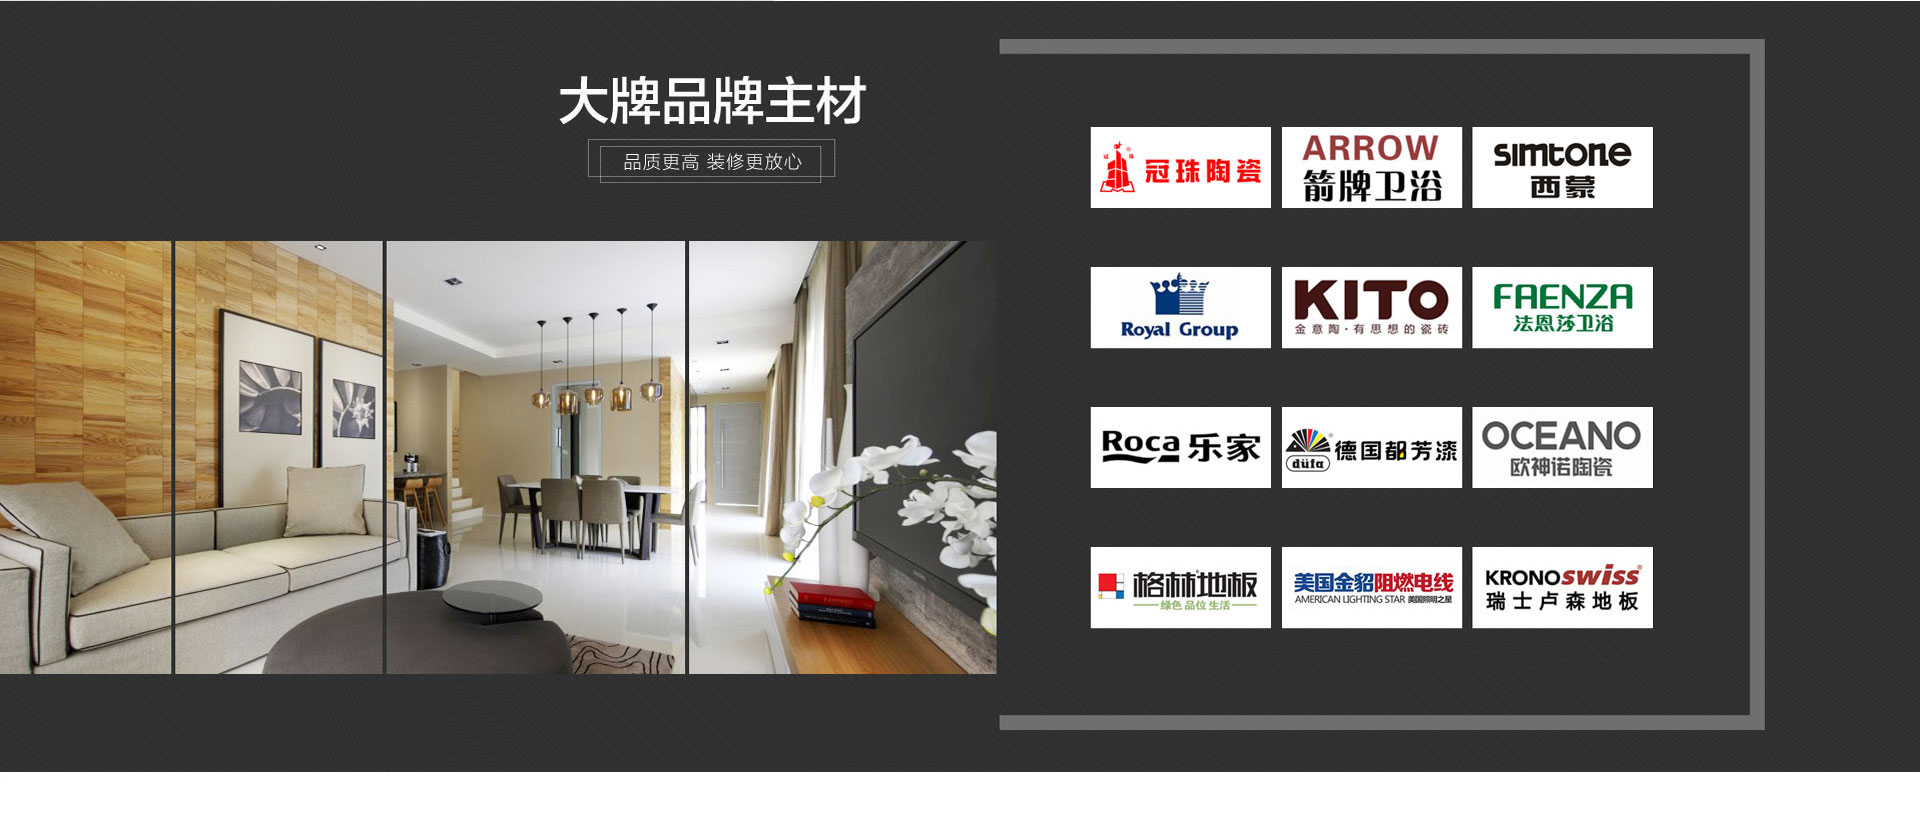 大牌品牌主材
品质更高 装修更放心
冠珠陶瓷
ARROW
箭牌卫浴
sımtone
西蒙
Royal Group
KITO
金意陶·有思想的瓷砖
FAENZA
法恩莎卫浴
Roca 乐家
düfa 德国都芳漆
OCEANO
欧神诺陶瓷
格林地板
绿色 品位 生活
美国金貂阻燃电线
AMERICAN LIGHTING STAR 美国照明之星
KRONOSWISS
瑞士卢森地板